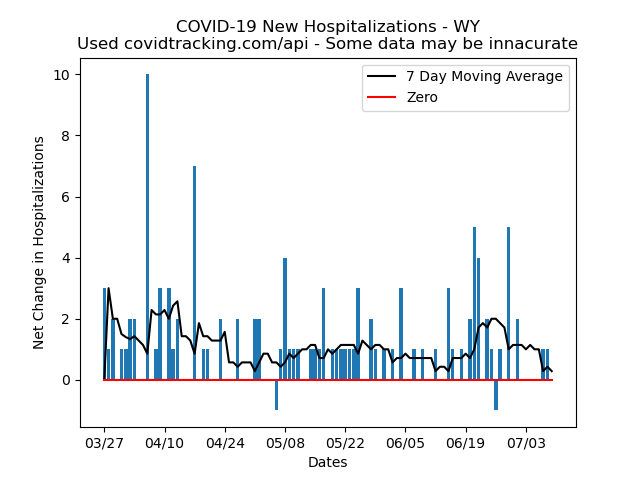 COVID-19 New Hospitalizations - WY
Used covidtracking.com/api - Some data may be innacurate
7 Day Moving Average
Zero
Net Change in Hospitalizations
10
8
6
4
2
0
03/27 04/10 04/24 05/08 05/22 06/05 06/19 07/03
Dates